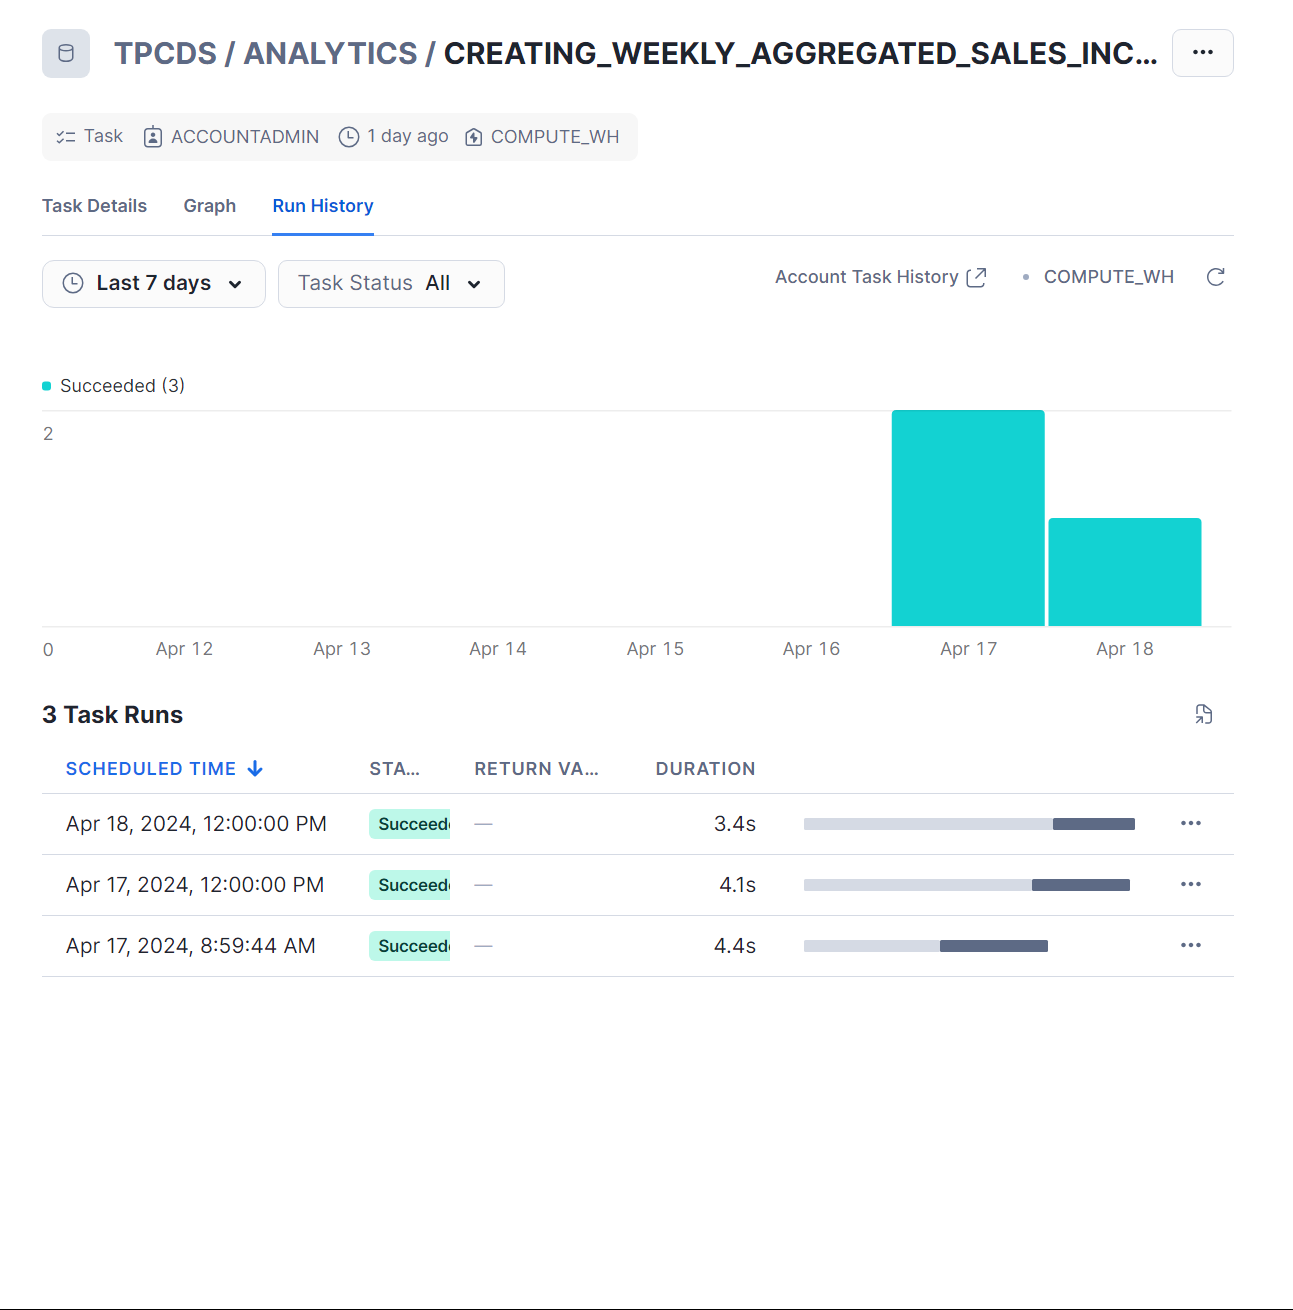 TPCDS / ANALYTICS / CREATING_WEEKLY_AGGREGATED_SALES_INC...
Task ACCOUNTADMIN 1 day ago COMPUTE_WH
Task Details Graph Run History
Last 7 days Task Status All Account Task History COMPUTE_WH
Succeeded (3)
2
0 Apr 12 Apr 13 Apr 14 Apr 15 Apr 16 Apr 17 Apr 18
3 Task Runs
SCHEDULED TIME STA... RETURN VA... DURATION
Apr 18, 2024, 12:00:00 PM Succeede — 3.4s
Apr 17, 2024, 12:00:00 PM Succeede — 4.1s
Apr 17, 2024, 8:59:44 AM Succeede — 4.4s